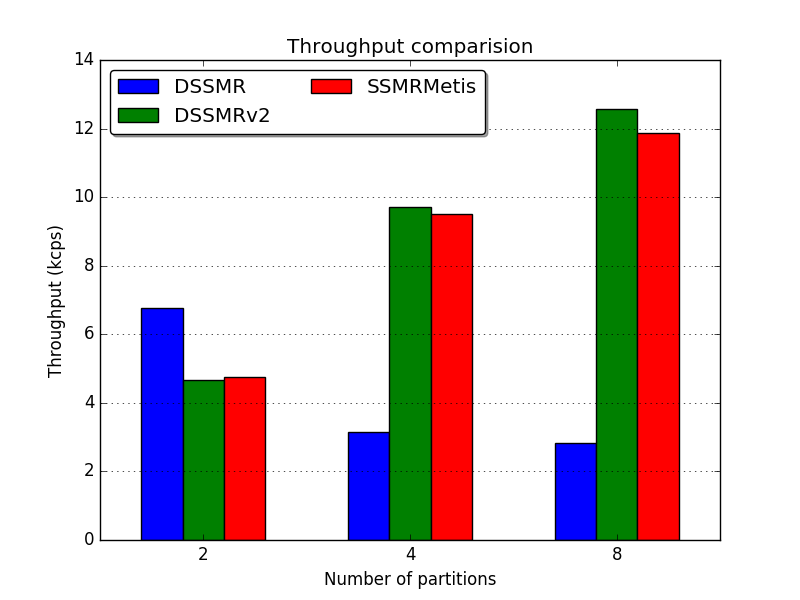 Throughput comparision
DSSMR
DSSMRv2
SSMRMetis
Throughput (kcps)
14
12
10
8
6
4
2
0
2 4 8
Number of partitions